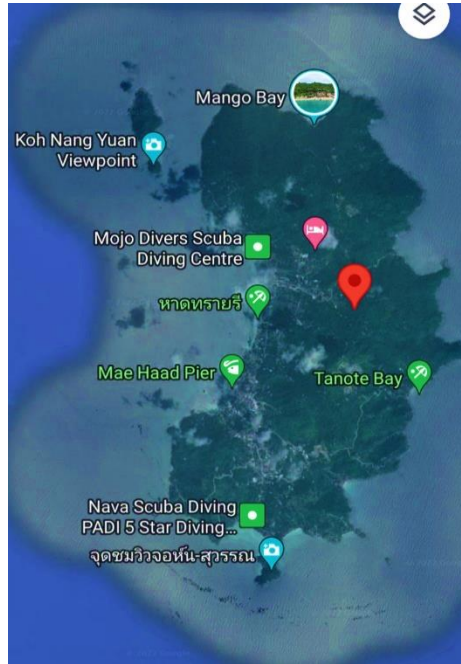 Mango Bay
Koh Nang Yuan
Viewpoint
Mojo Divers Scuba
Diving Centre
หาดทรายรี
Mae Haad Pier
Tanote Bay
Nava Scuba Diving
PADI 5 Star Diving...
จุดชมวิวจอห์น-สุวรรณ